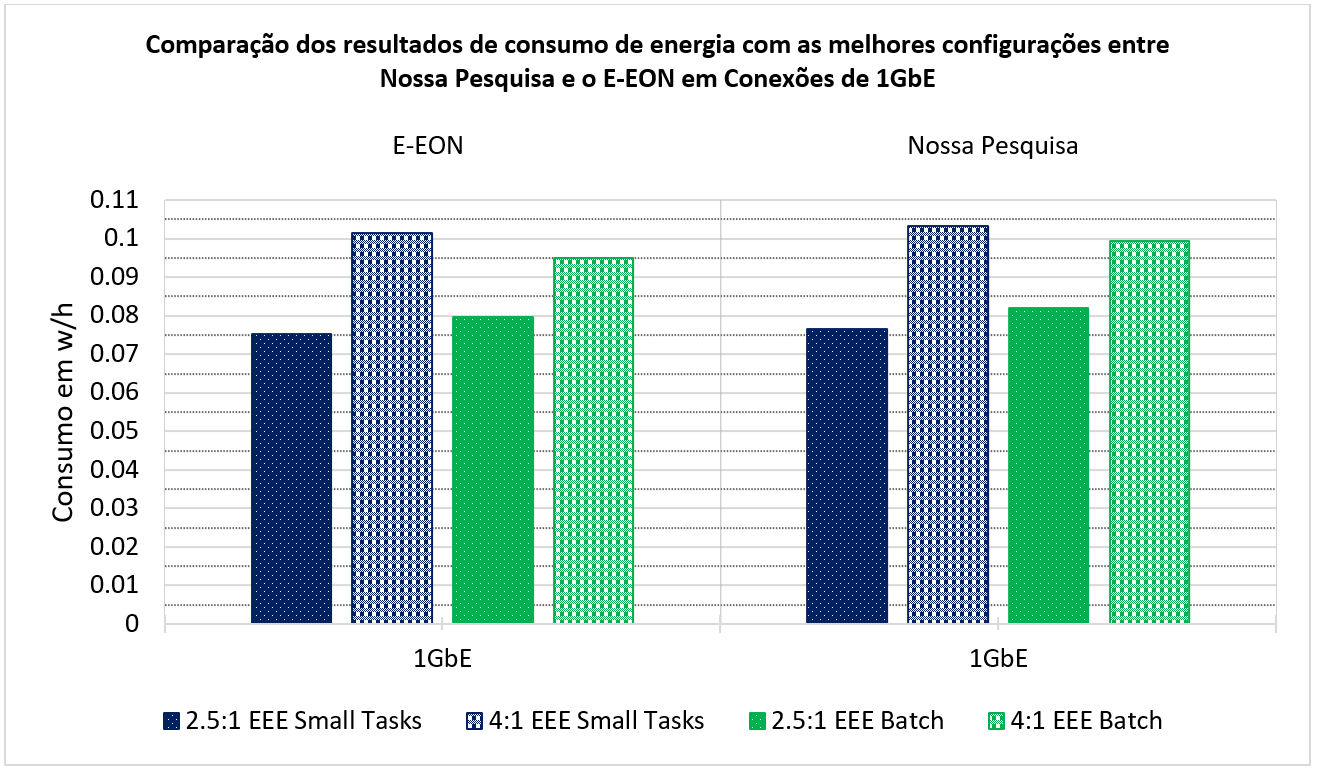 Comparação dos resultados de consumo de energia com as melhores configurações entre
Nossa Pesquisa e o E-EON em Conexões de 1GbE
E-EON
Nossa Pesquisa
Consumo em w/h
0.11
0.1
0.09
0.08
0.07
0.06
0.05
0.04
0.03
0.02
0.01
0
1GbE
1GbE
2.5:1 EEE Small Tasks
4:1 EEE Small Tasks
2.5:1 EEE Batch
4:1 EEE Batch